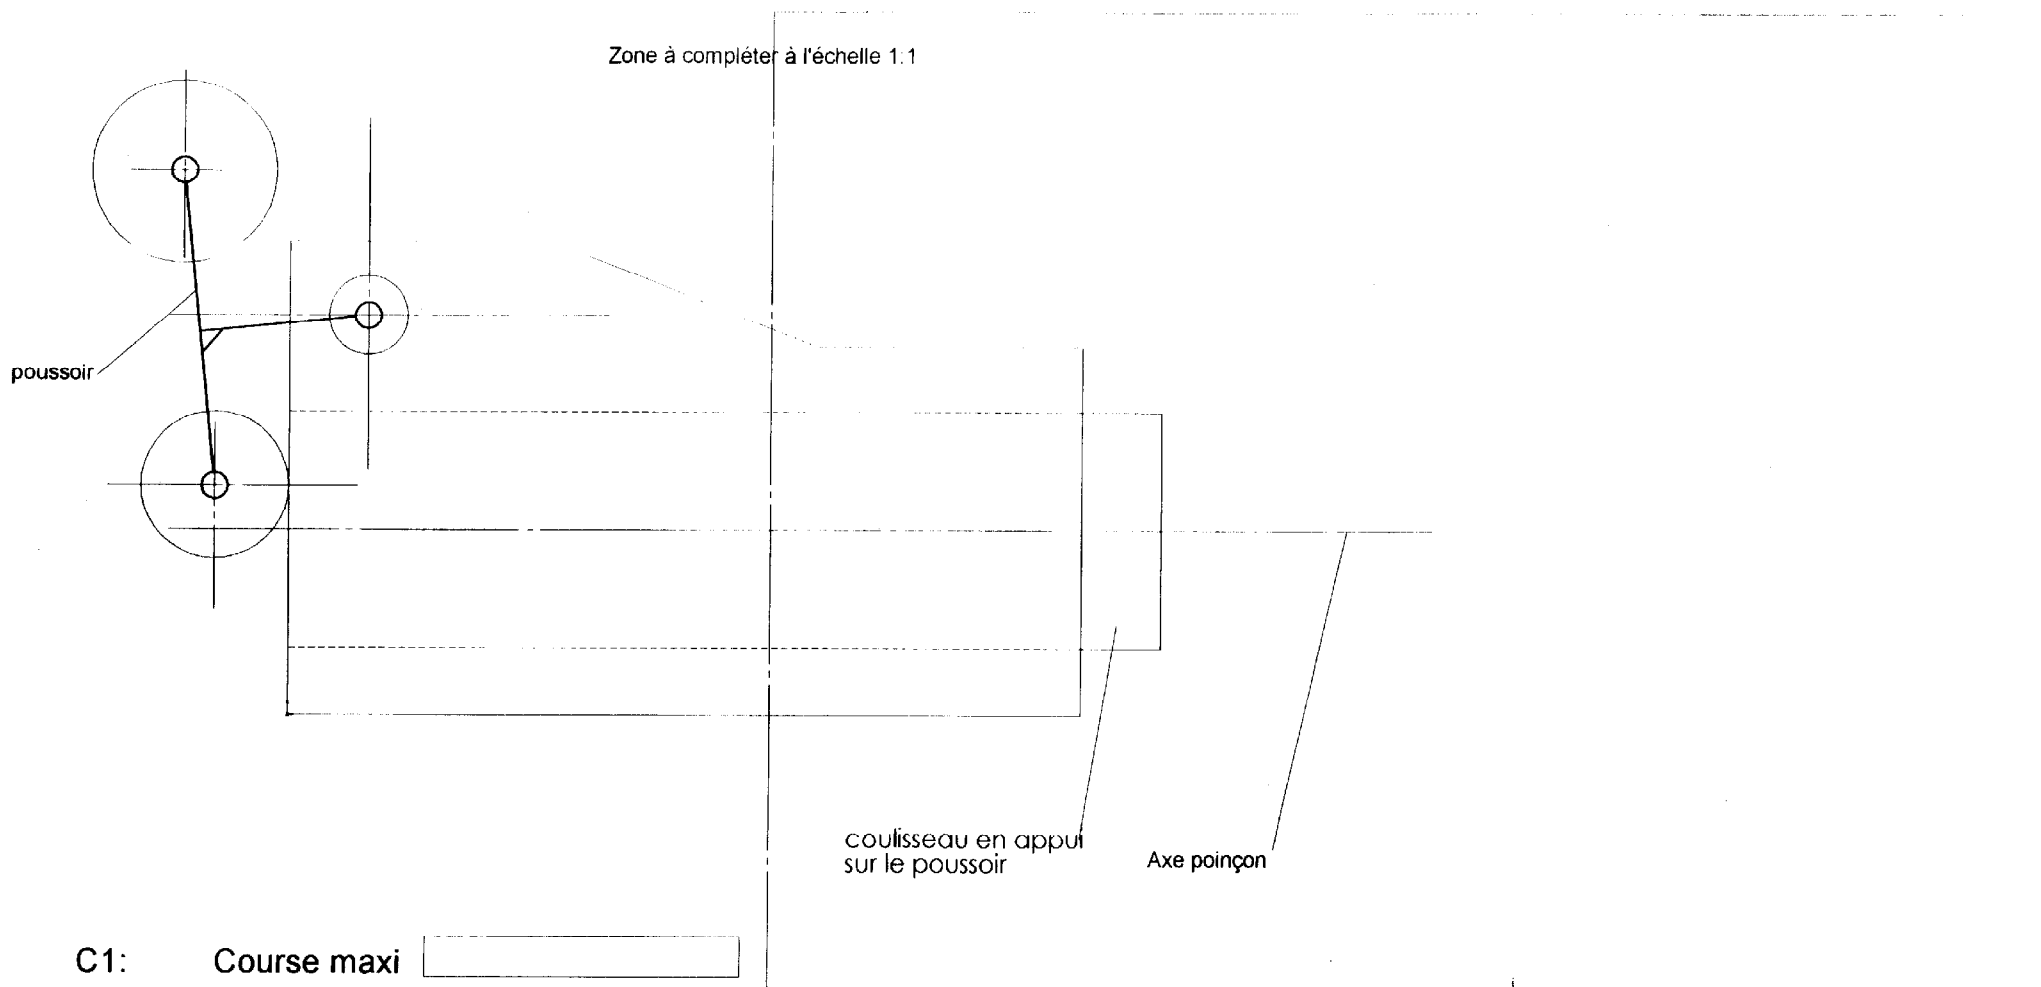 Zone à compléter à l'échelle 1:1
poussoir
coulisseau en appui
sur le poussoir
Axe poinçon
C1: Course maxi